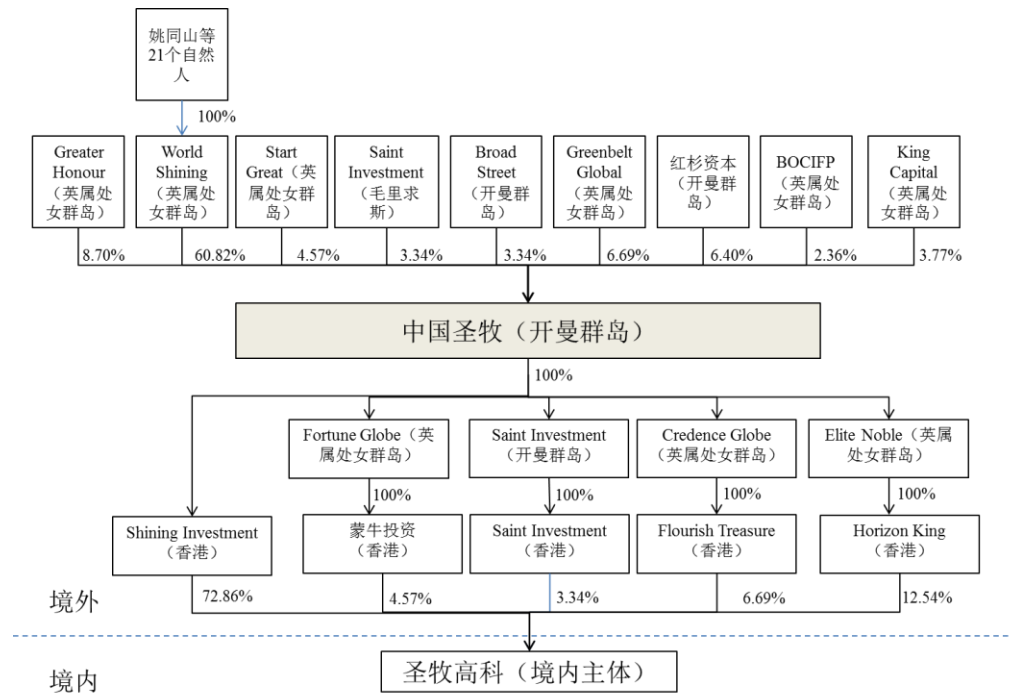 姚同山等
21个自然
人
100%
Greater
Honour
（英属处
女群岛）
World
Shining
（英属处
女群岛）
Start
Great（英
属处女群
岛）
Saint
Investment
（毛里求
斯）
Broad
Street
（开曼群
岛）
Greenbelt
Global
（英属处
女群岛）
红杉资本
（开曼群
岛）
BOCIFP
（英属处
女群岛）
King
Capital
（英属处
女群岛）
8.70%
60.82%
4.57%
3.34%
3.34%
6.69%
6.40%
2.36%
3.77%
中国圣牧（开曼群岛）
100%
Fortune Globe（英
属处女群岛）
Saint Investment
（开曼群岛）
Credence Globe
（英属处女群岛）
Elite Noble（英属
处女群岛）
100%
100%
100%
100%
Shining Investment
（香港）
蒙牛投资
（香港）
Saint Investment
（香港）
Flourish Treasure
（香港）
Horizon King
（香港）
境外
72.86%
4.57%
3.34%
6.69%
12.54%
境内
圣牧高科（境内主体）